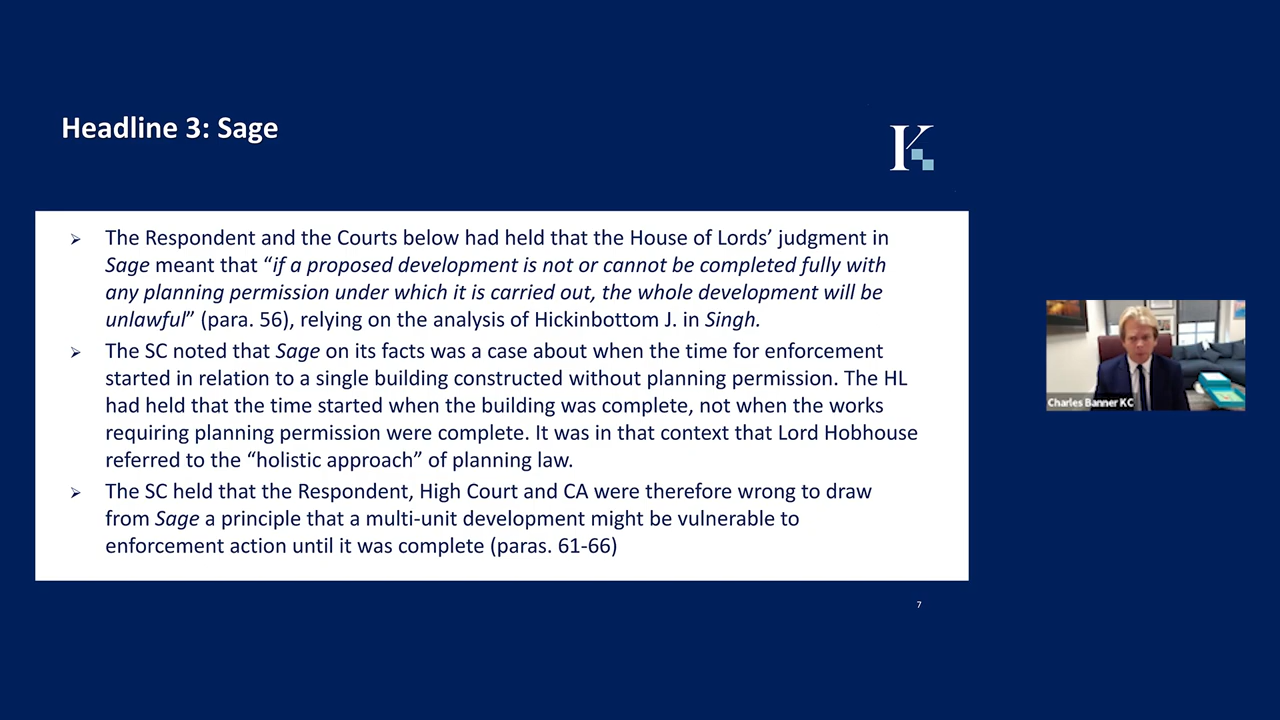 Headline 3: Sage
K
➢ The Respondent and the Courts below had held that the House of Lords’ judgment in
Sage meant that “if a proposed development is not or cannot be completed fully with
any planning permission under which it is carried out, the whole development will be
unlawful” (para. 56), relying on the analysis of Hickinbottom J. in Singh.
➢ The SC noted that Sage on its facts was a case about when the time for enforcement
started in relation to a single building constructed without planning permission. The HL
had held that the time started when the building was complete, not when the works
requiring planning permission were complete. It was in that context that Lord Hobhouse
referred to the “holistic approach” of planning law.
➢ The SC held that the Respondent, High Court and CA were therefore wrong to draw
from Sage a principle that a multi-unit development might be vulnerable to
enforcement action until it was complete (paras. 61-66)
Charles Banner KC
7